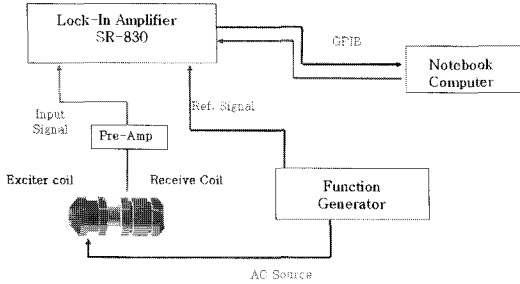 Lock-In Amplifier
SR-830
GPIB
Notebook
Computer
Input
Signal
Ref. Signal
Pre-Amp
Exciter coil
Receive Coil
Function
Generator
AC Source